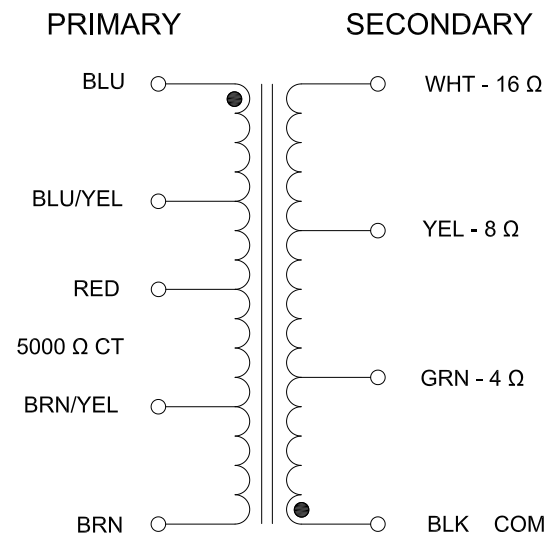 PRIMARY SECONDARY
BLU WHT - 16 Ω
BLU/YEL
YEL - 8 Ω
RED
5000 Ω CT
GRN - 4 Ω
BRN/YEL
BRN BLK COM